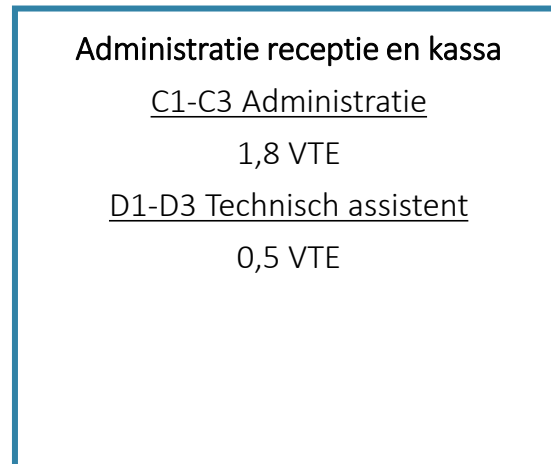 Administratie receptie en kassa
C1-C3 Administratie
1,8 VTE
D1-D3 Technisch assistent
0,5 VTE